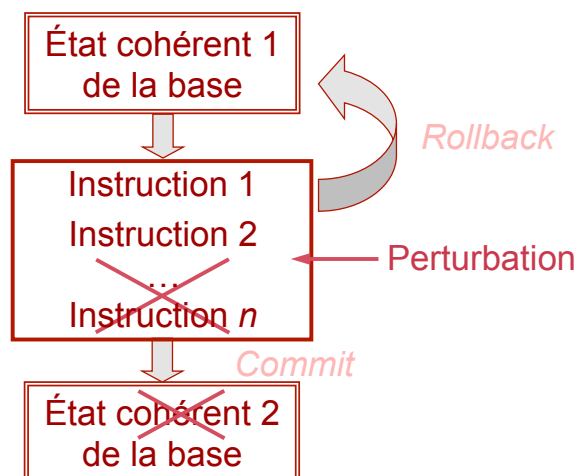 État cohérent 1
de la base
Rollback
Instruction 1
Instruction 2
Perturbation
...
Instruction n
Commit
État cohérent 2
de la base